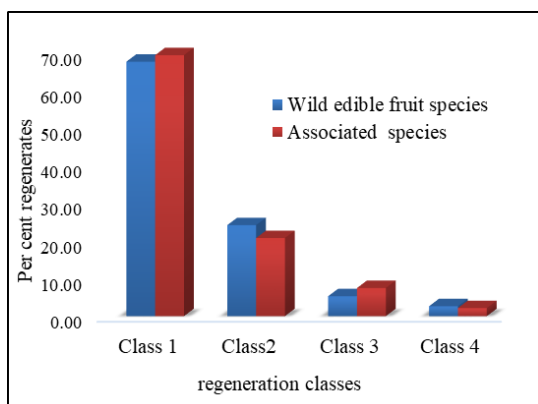 70.00
60.00
50.00
40.00
30.00
20.00
10.00
0.00
Per cent regenerates
Wild edible fruit species
Associated species
Class 1 Class2 Class 3 Class 4
regeneration classes